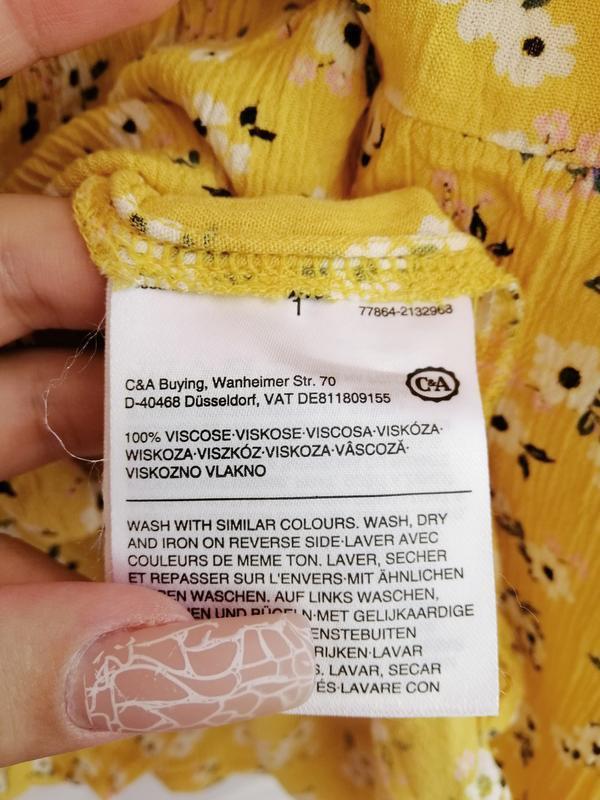 1
77864-2132968
C&A Buying, Wanheimer Str. 70
D-40468 Düsseldorf, VAT DE811809155
C&A
100% VISCOSE·VISKOSE·VISCOSA·VISKÓZA·
WISKOZA·VISZKÓZ·VISKOZA·VÂSCOZĂ·
VISKOZNO VLAKNO
WASH WITH SIMILAR COLOURS. WASH, DRY
AND IRON ON REVERSE SIDE·LAVER AVEC
COULEURS DE MEME TON. LAVER, SECHER
ET REPASSER SUR L'ENVERS·MIT ÄHNLICHEN
WASCHEN. AUF LINKS WASCHEN,
UND BÜGELN·MET GELIJKAARDIGE
LAVAR
LAVAR, SECAR
LAVARE CON